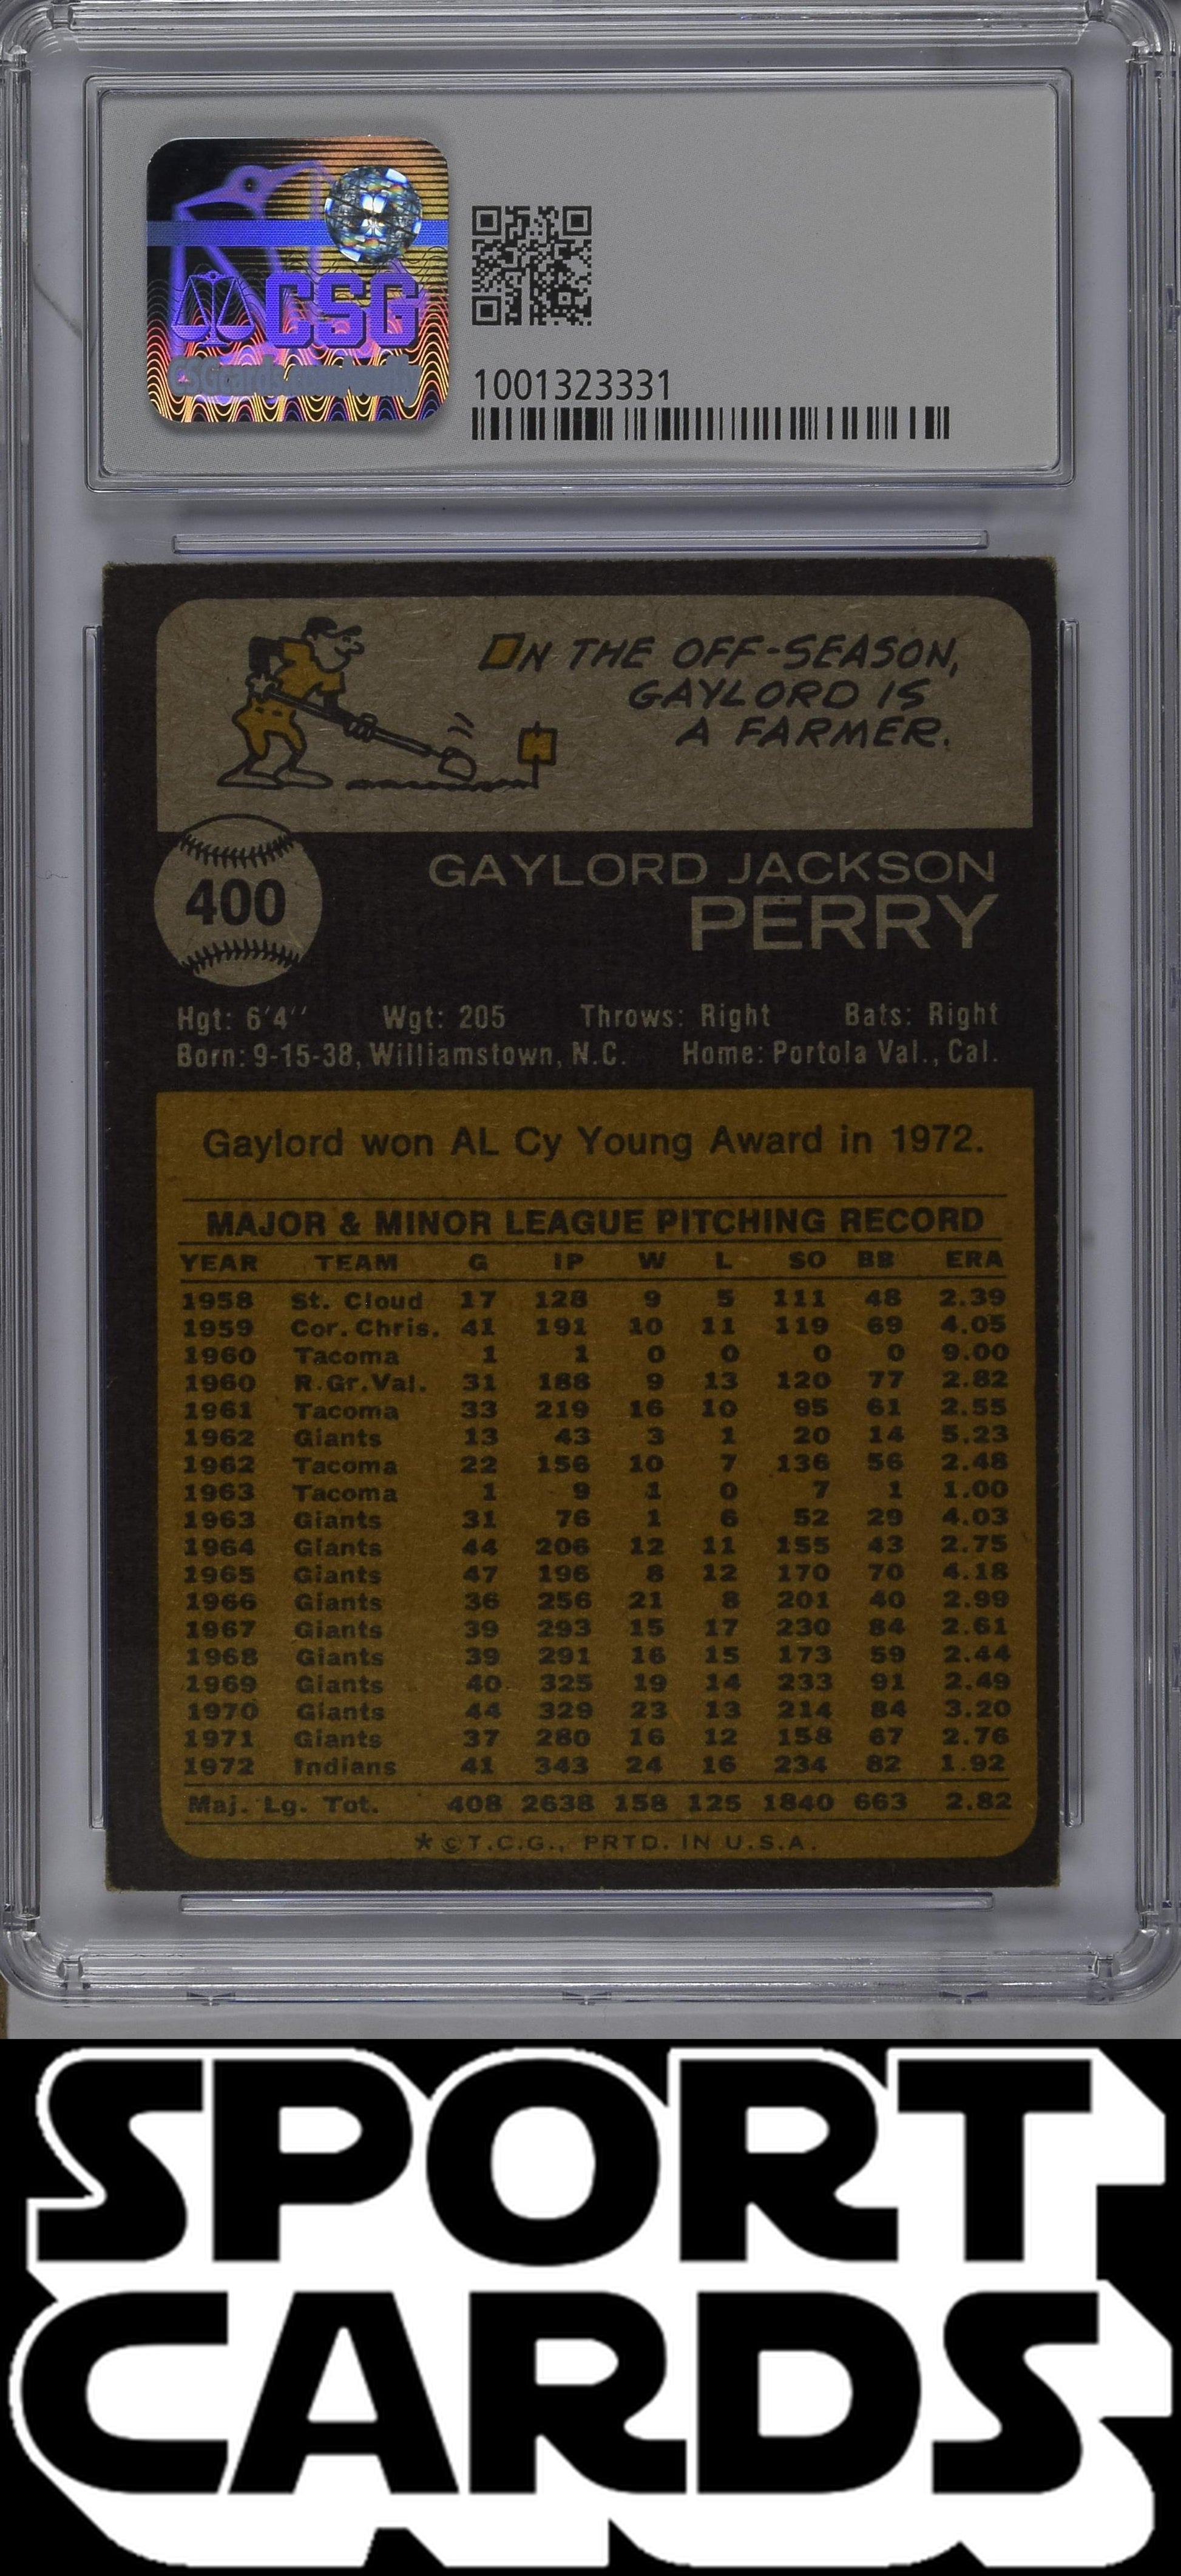 CSG
CSGcards.com/verify
1001323331
ON THE OFF-SEASON,
GAYLORD IS
A FARMER.
400
GAYLORD JACKSON
PERRY
Hgt: 6'4'' Wgt: 205 Throws: Right Bats: Right
Born: 9-15-38, Williamstown, N.C. Home: Portola Val., Cal.
Gaylord won AL Cy Young Award in 1972.
MAJOR & MINOR LEAGUE PITCHING RECORD
YEAR TEAM G IP W L SO BB ERA
1958 St. Cloud 17 128 9 5 111 48 2.39
1959 Cor. Chris. 41 191 10 11 119 69 4.05
1960 Tacoma 1 1 0 0 0 0 9.00
1960 R.Gr.Val. 31 188 9 13 120 77 2.82
1961 Tacoma 33 219 16 10 95 61 2.55
1962 Giants 13 43 3 1 20 14 5.23
1962 Tacoma 22 156 10 7 136 56 2.48
1963 Tacoma 1 9 1 0 7 1 1.00
1963 Giants 31 76 1 6 52 29 4.03
1964 Giants 44 206 12 11 155 43 2.75
1965 Giants 47 196 8 12 170 70 4.18
1966 Giants 36 256 21 8 201 40 2.99
1967 Giants 39 293 15 17 230 84 2.61
1968 Giants 39 291 16 15 173 59 2.44
1969 Giants 40 325 19 14 233 91 2.49
1970 Giants 44 329 23 13 214 84 3.20
1971 Giants 37 280 16 12 158 67 2.76
1972 Indians 41 343 24 16 234 82 1.92
Maj. Lg. Tot. 408 2638 158 125 1840 663 2.82
*©T.C.G., PRTD. IN U.S.A.
SPORT
CARDS